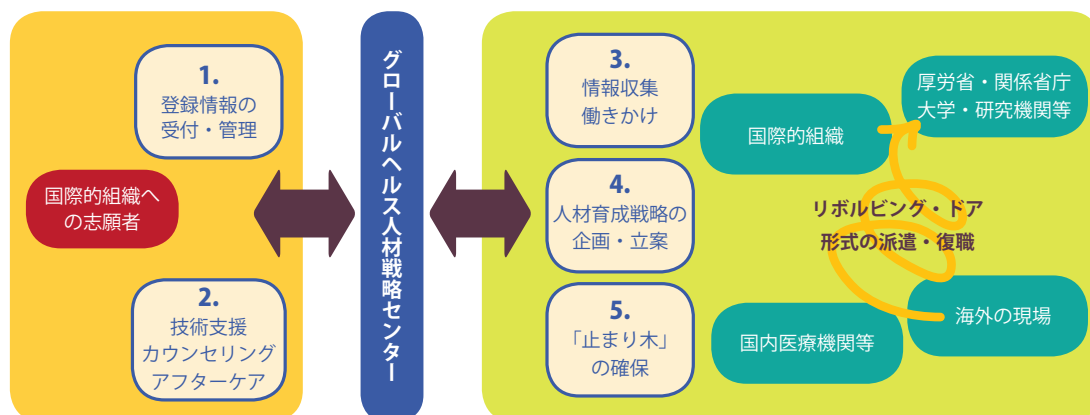 1.
登録情報の
受付・管理
国際的組織へ
の志願者
2.
技術支援
カウンセリング
アフターケア
グローバルヘルス人材戦略センター
3.
情報収集
働きかけ
4.
人材育成戦略の
企画・立案
5.
「止まり木」
の確保
国際的組織
厚労省・関係省庁
大学・研究機関等
リボルビング・ドア
形式の派遣・復職
国内医療機関等
海外の現場